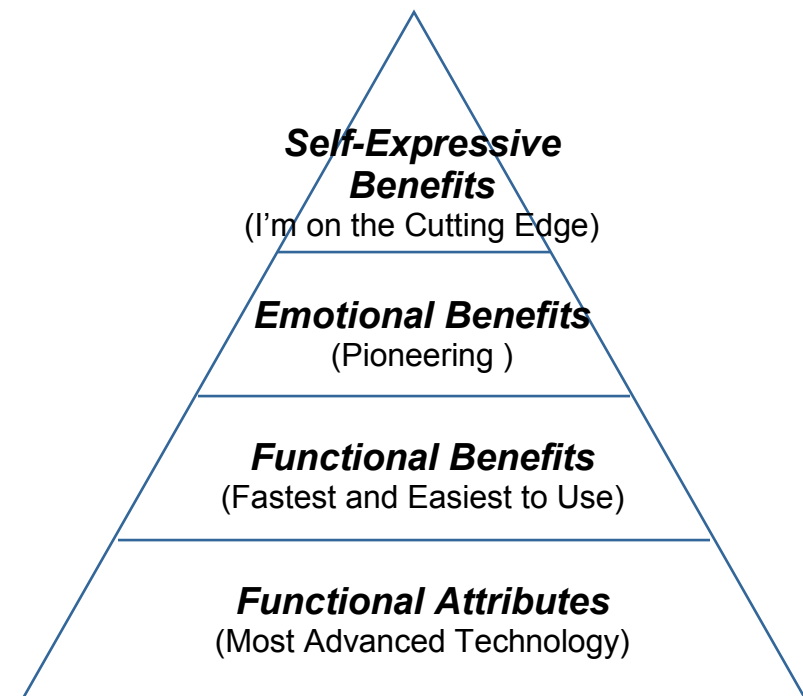 Self-Expressive
Benefits
(I’m on the Cutting Edge)
Emotional Benefits
(Pioneering )
Functional Benefits
(Fastest and Easiest to Use)
Functional Attributes
(Most Advanced Technology)